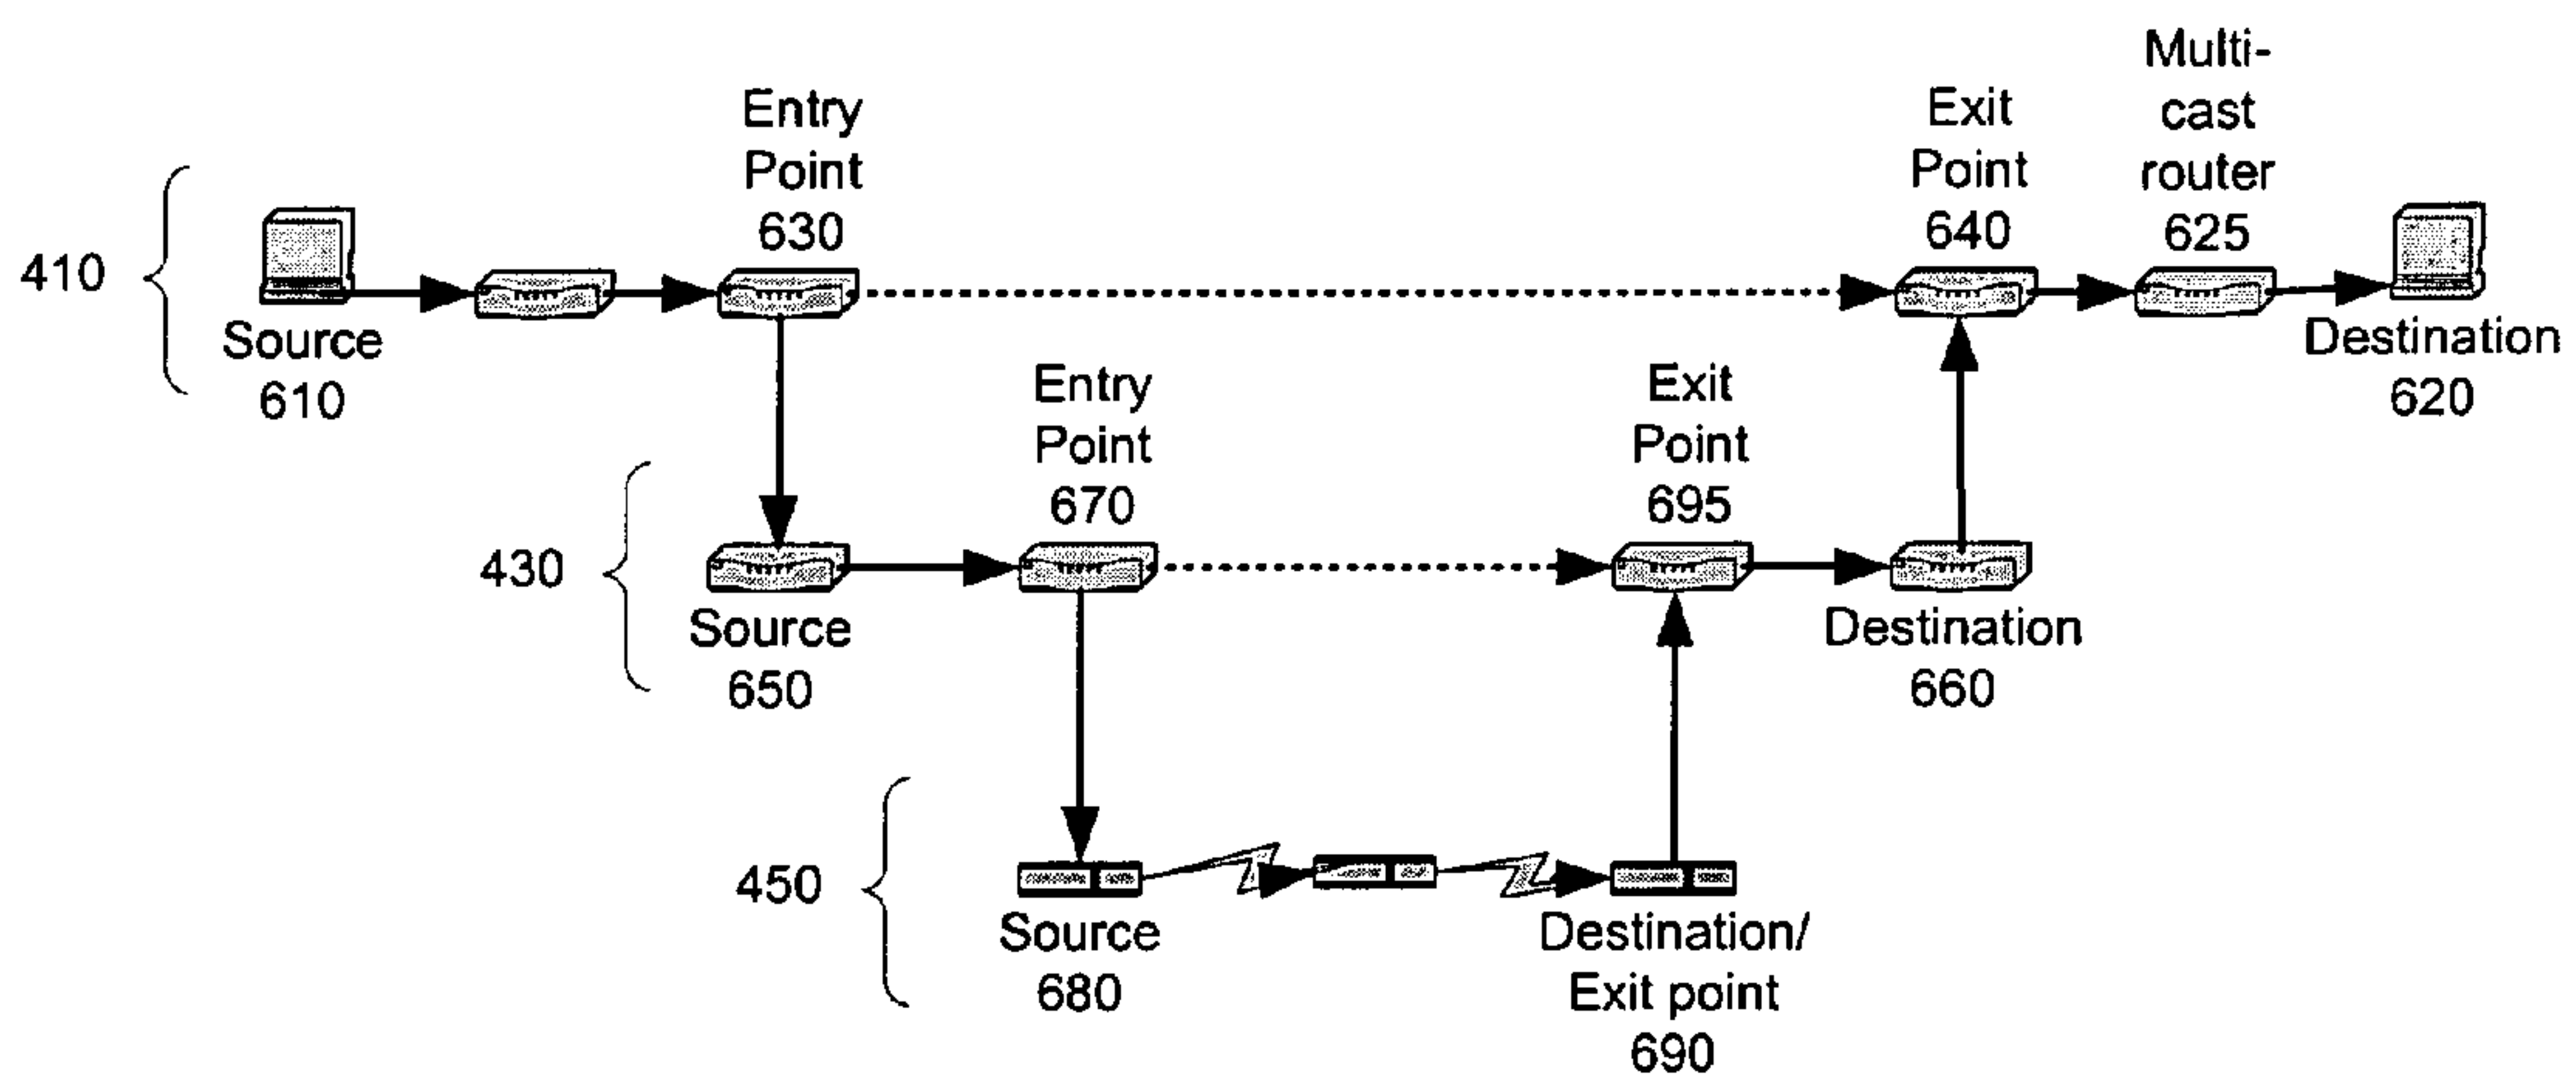 Multi-
cast
router
625
Entry
Point
630
Exit
Point
640
410
Source
610
Destination
620
Entry
Point
670
Exit
Point
695
430
Source
650
Destination
660
450
Source
680
Destination/
Exit point
690